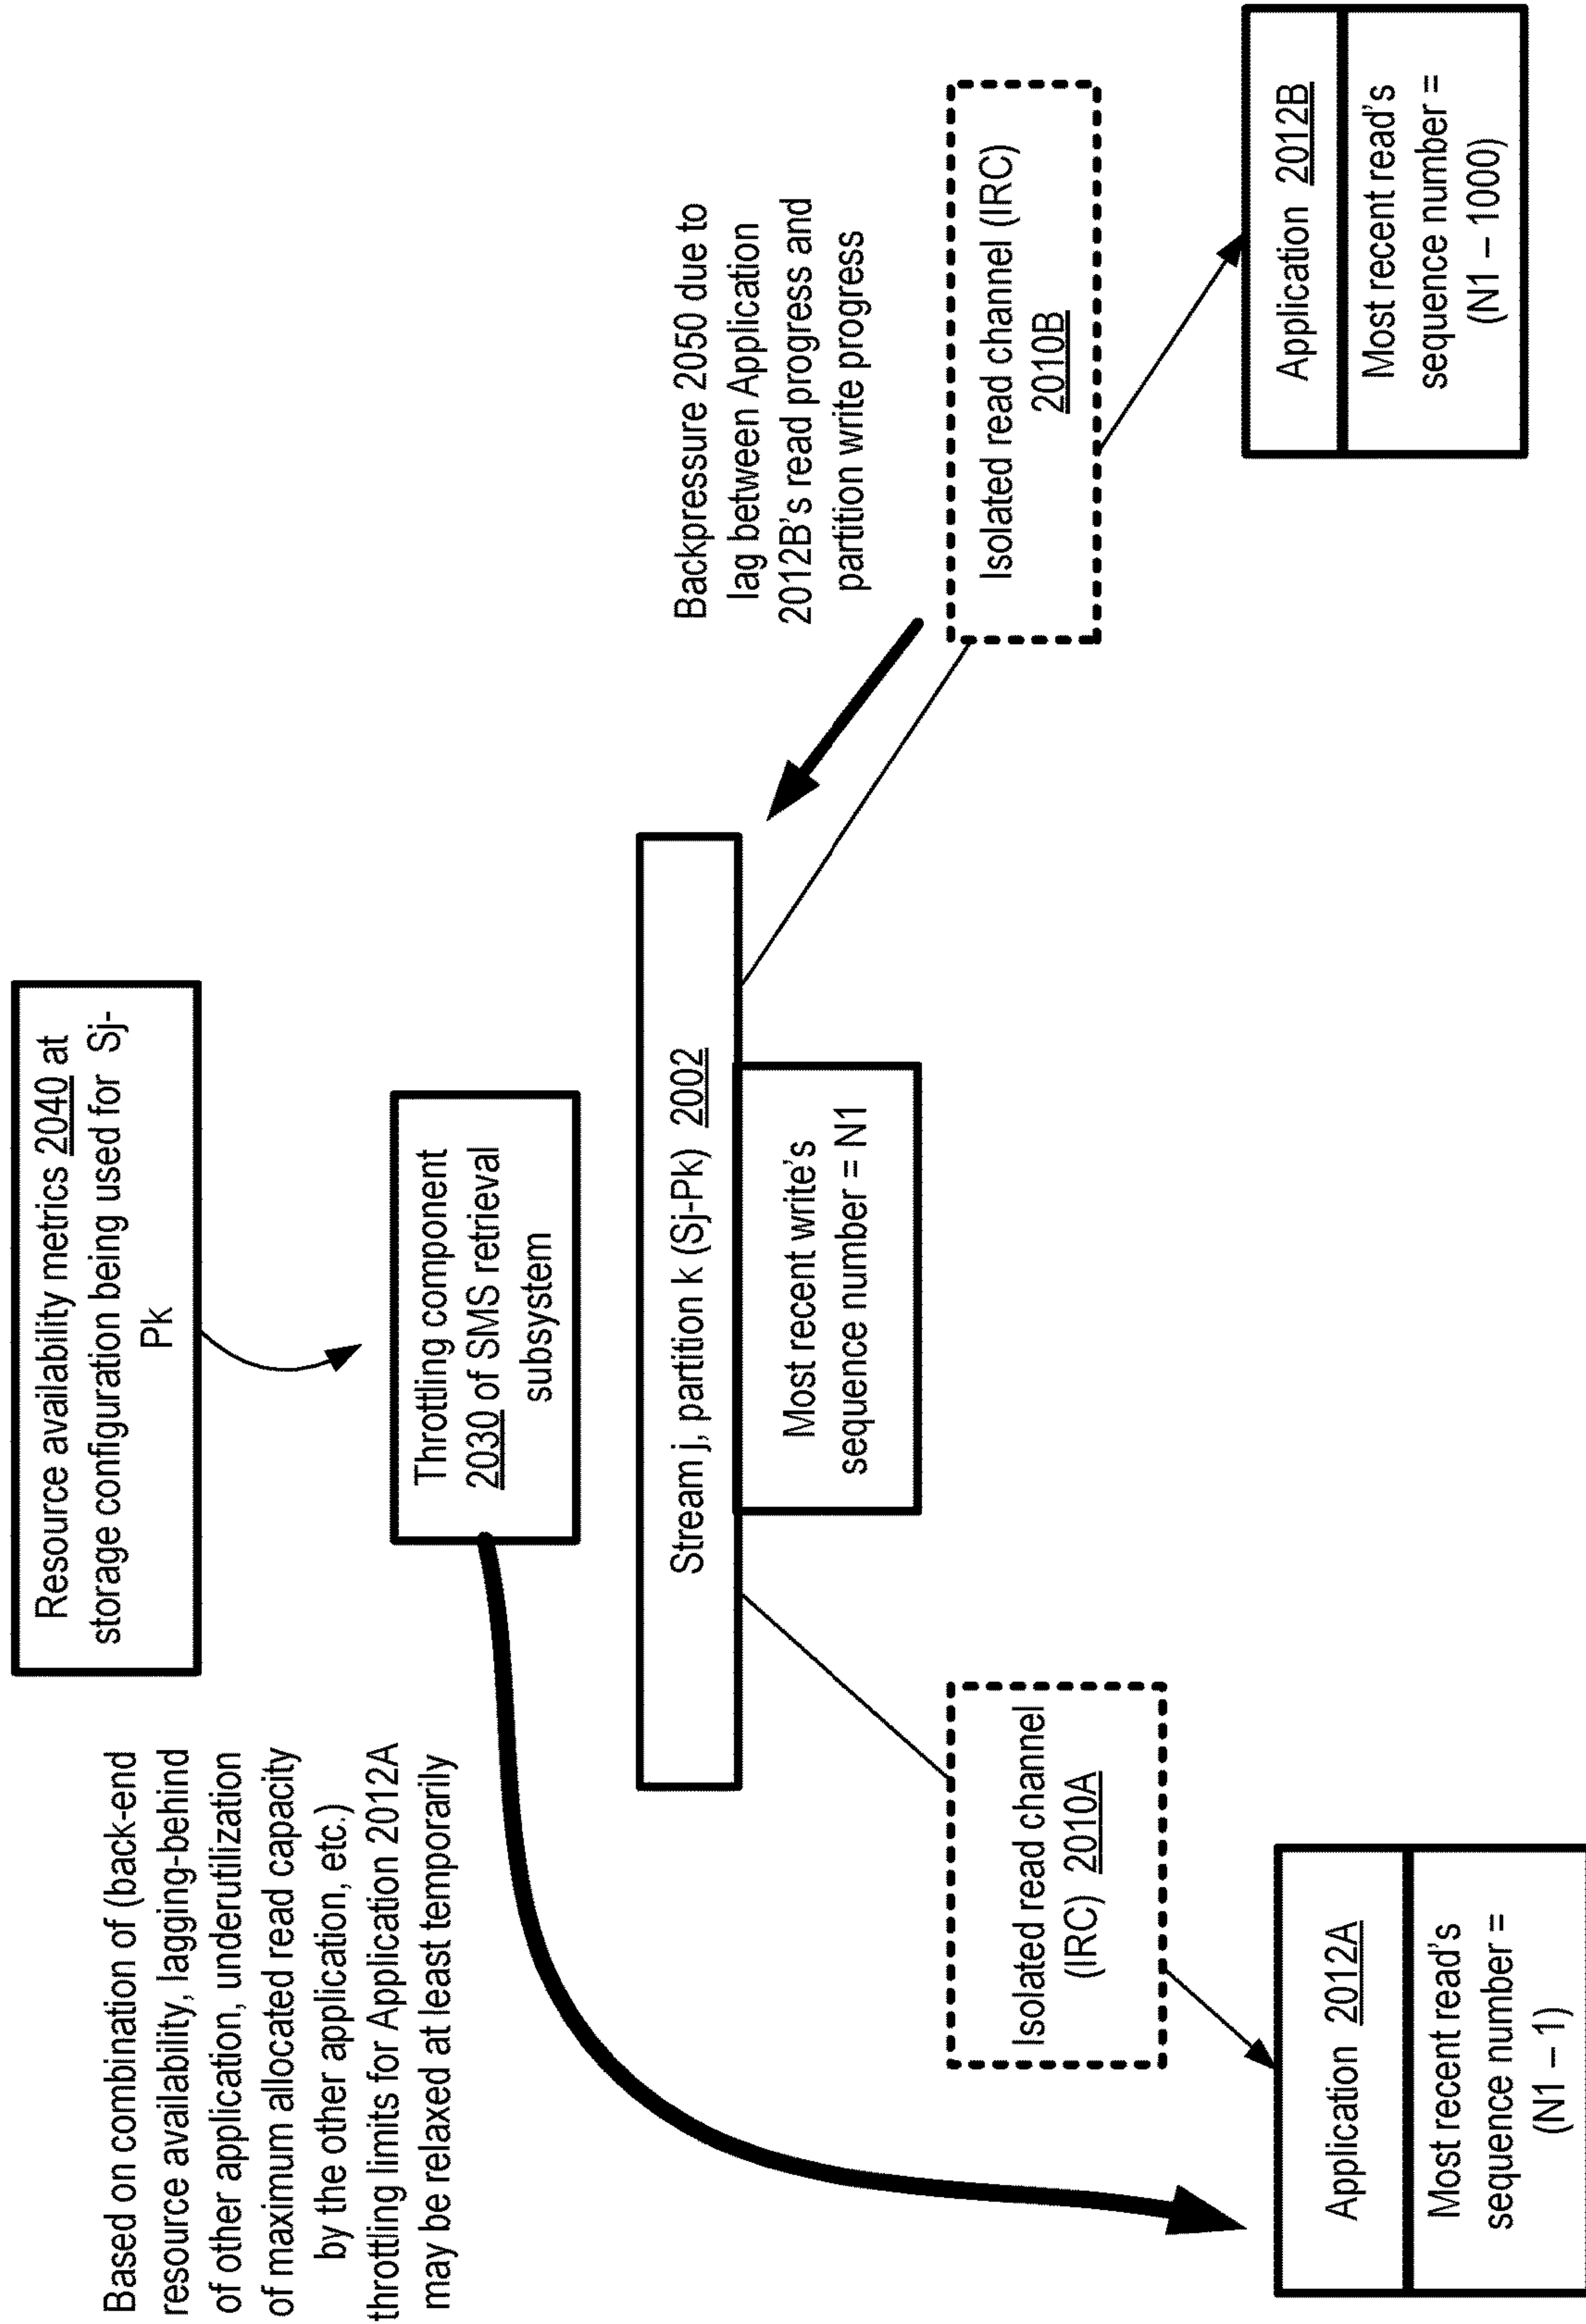 Resource availability metrics 2040 at
storage configuration being used for Sj-
Pk
Based on combination of (back-end
resource availability, lagging-behind
of other application, underutilization
of maximum allocated read capacity
by the other application, etc.)
throttling limits for Application 2012A
may be relaxed at least temporarily
Throttling component
2030 of SMS retrieval
subsystem
Stream j, partition k (Sj-Pk) 2002
Most recent write's
sequence number = N1
Backpressure 2050 due to
lag between Application
2012B's read progress and
partition write progress
Isolated read channel
(IRC) 2010A
Isolated read channel (IRC)
2010B
Application 2012A
Most recent read's
sequence number =
(N1 – 1)
Application 2012B
Most recent read's
sequence number =
(N1 – 1000)